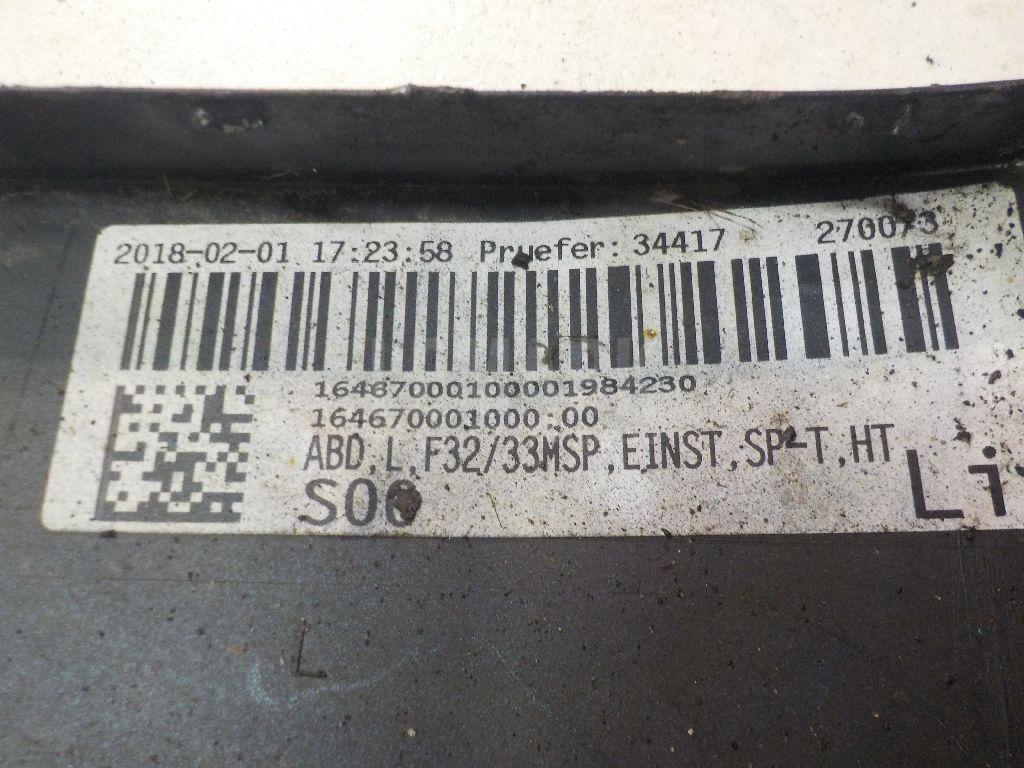 2018-02-01 17:23:58 Pruefer: 34417 270073
164670001000001984230
164670001000:00
ABD,L,F32/33MSP,EINST,SP-T,HT
S00
Li
L